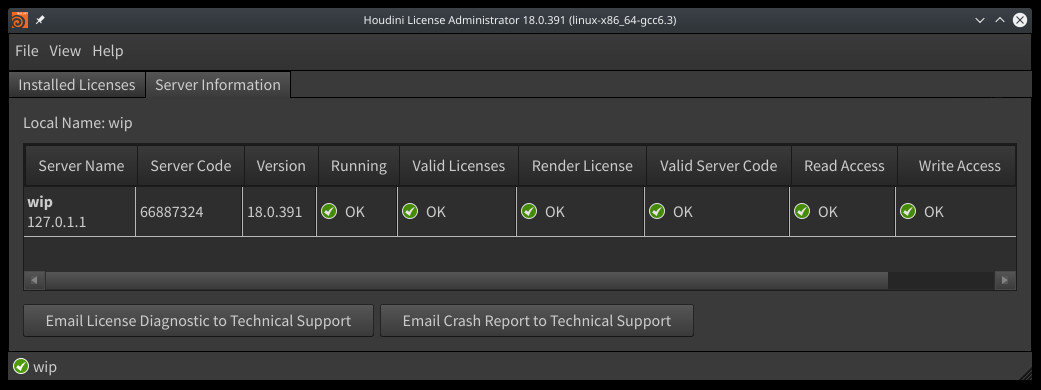 Houdini License Administrator 18.0.391 (linux-x86_64-gcc6.3)
File View Help
Installed Licenses Server Information
Local Name: wip
Server Name Server Code Version Running Valid Licenses Render License Valid Server Code Read Access Write Access
wip
127.0.1.1 66887324 18.0.391 OK OK OK OK OK OK
Email License Diagnostic to Technical Support Email Crash Report to Technical Support
wip